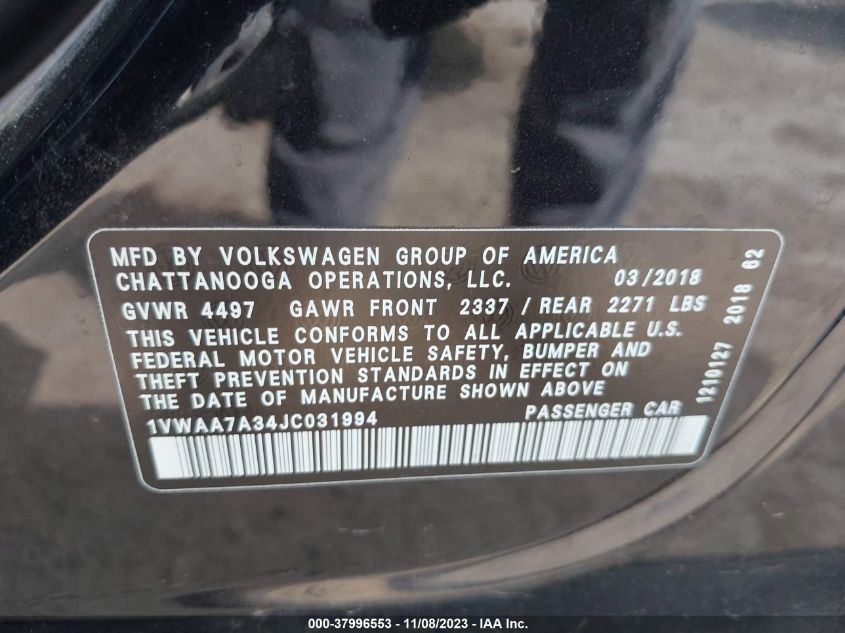 MFD BY VOLKSWAGEN GROUP OF AMERICA
CHATTANOOGA OPERATIONS, LLC. 03/2018
GVWR 4497 GAWR FRONT 2337 / REAR 2271 LBS
THIS VEHICLE CONFORMS TO ALL APPLICABLE U.S.
FEDERAL MOTOR VEHICLE SAFETY, BUMPER AND
THEFT PREVENTION STANDARDS IN EFFECT ON
THE DATE OF MANUFACTURE SHOWN ABOVE
1VWAA7A34JC031994 PASSENGER CAR
1210127 2018 62
000-37996553 - 11/08/2023 - IAA Inc.